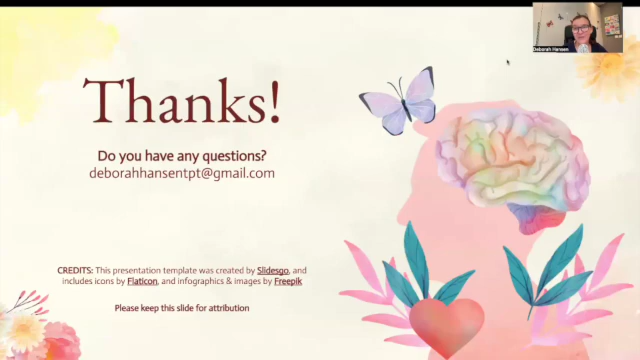 Deborah Hansen
Thanks!
Do you have any questions?
deborahhansentpt@gmail.com
CREDITS: This presentation template was created by Slidesgo, and
includes icons by Flaticon, and infographics & images by Freepik
Please keep this slide for attribution